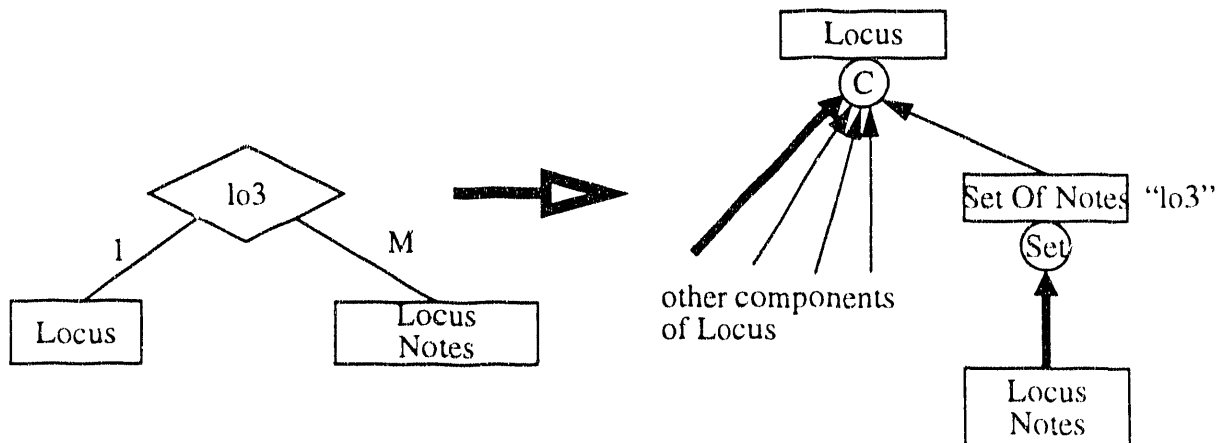 lo3
1
M
Locus
Locus
Notes
Locus
C
Set Of Notes “lo3”
Set
other components
of Locus
Locus
Notes